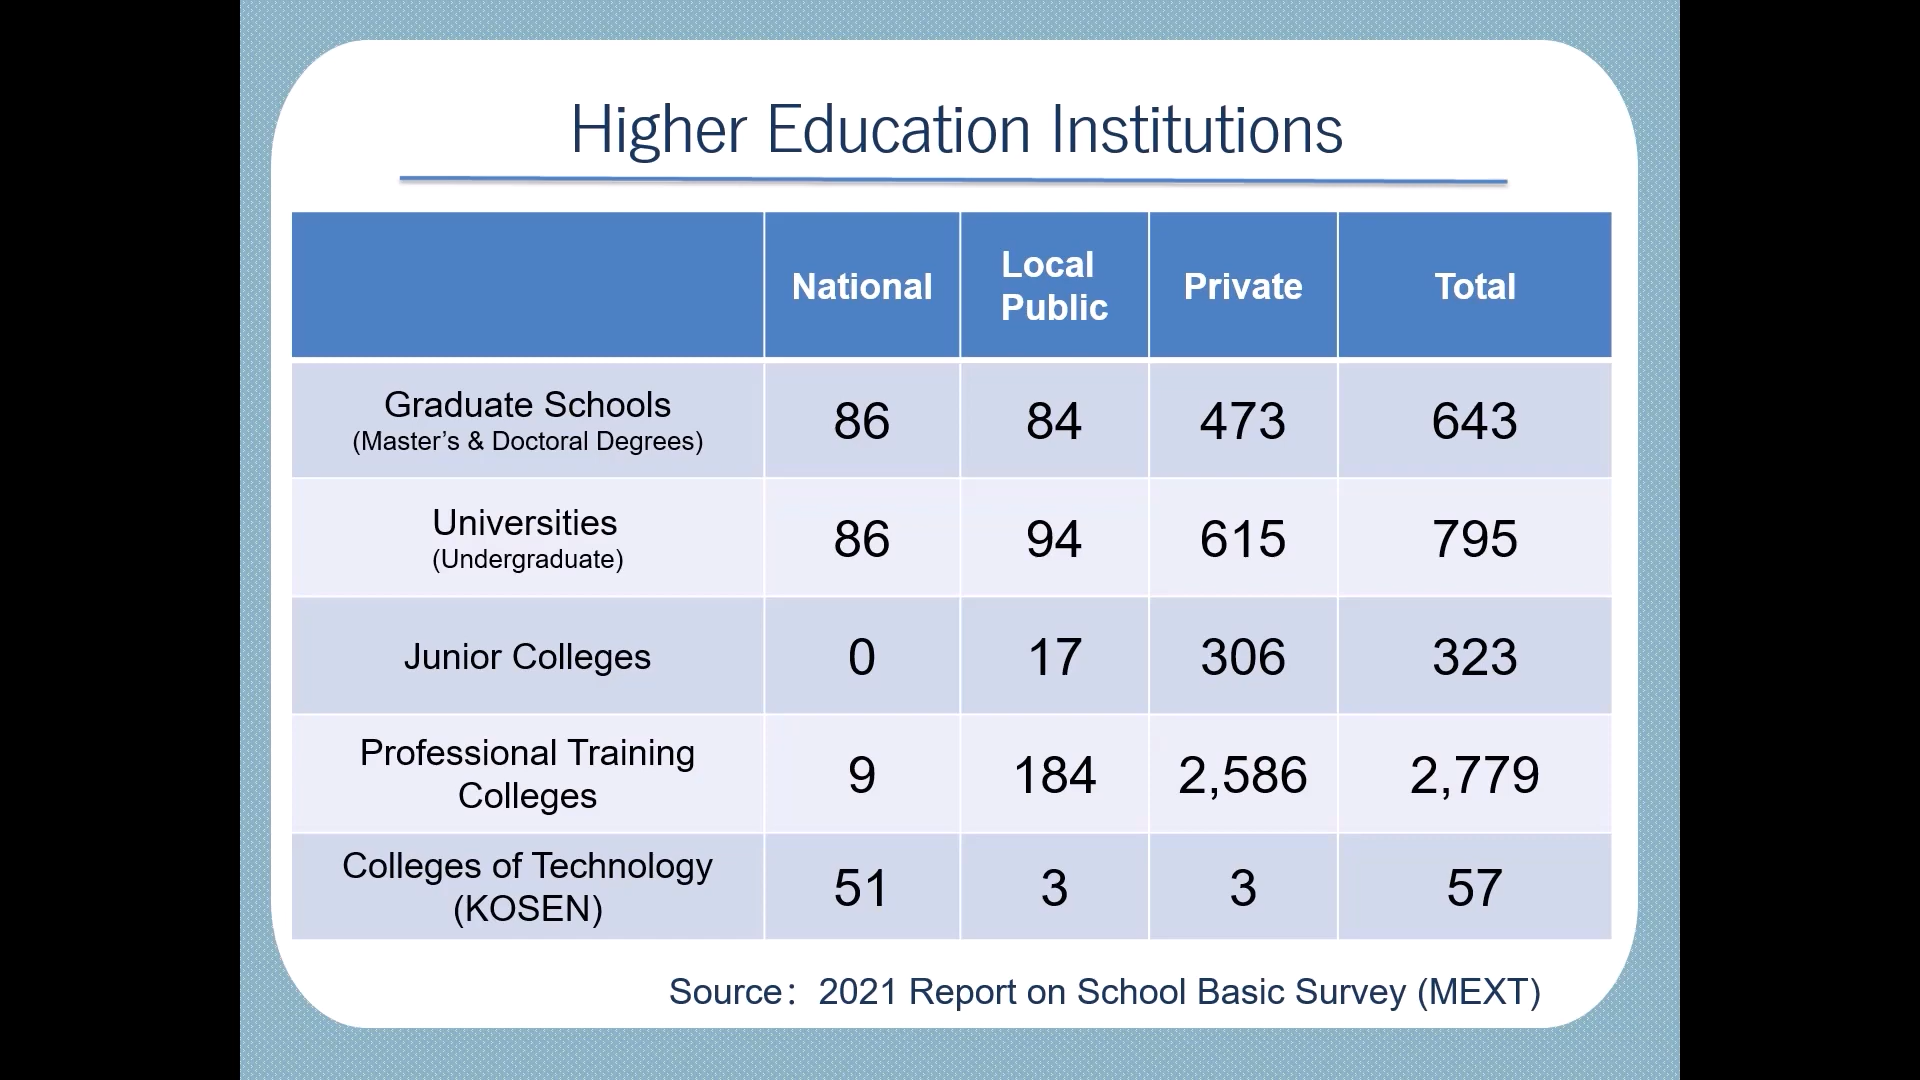 Higher Education Institutions
National
Local
Public
Private
Total
Graduate Schools
(Master’s & Doctoral Degrees)
86
84
473
643
Universities
(Undergraduate)
86
94
615
795
Junior Colleges
0
17
306
323
Professional Training
Colleges
9
184
2,586
2,779
Colleges of Technology
(KOSEN)
51
3
3
57
Source：2021 Report on School Basic Survey (MEXT)